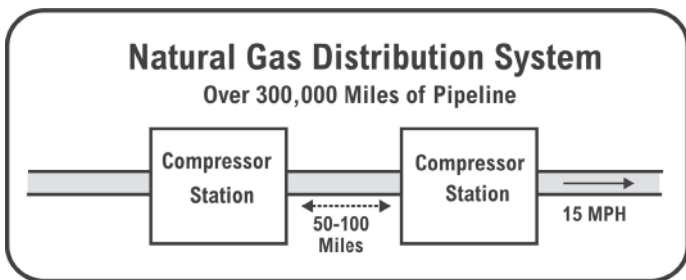 Natural Gas Distribution System
Over 300,000 Miles of Pipeline
Compressor
Station
50-100
Miles
Compressor
Station
15 MPH